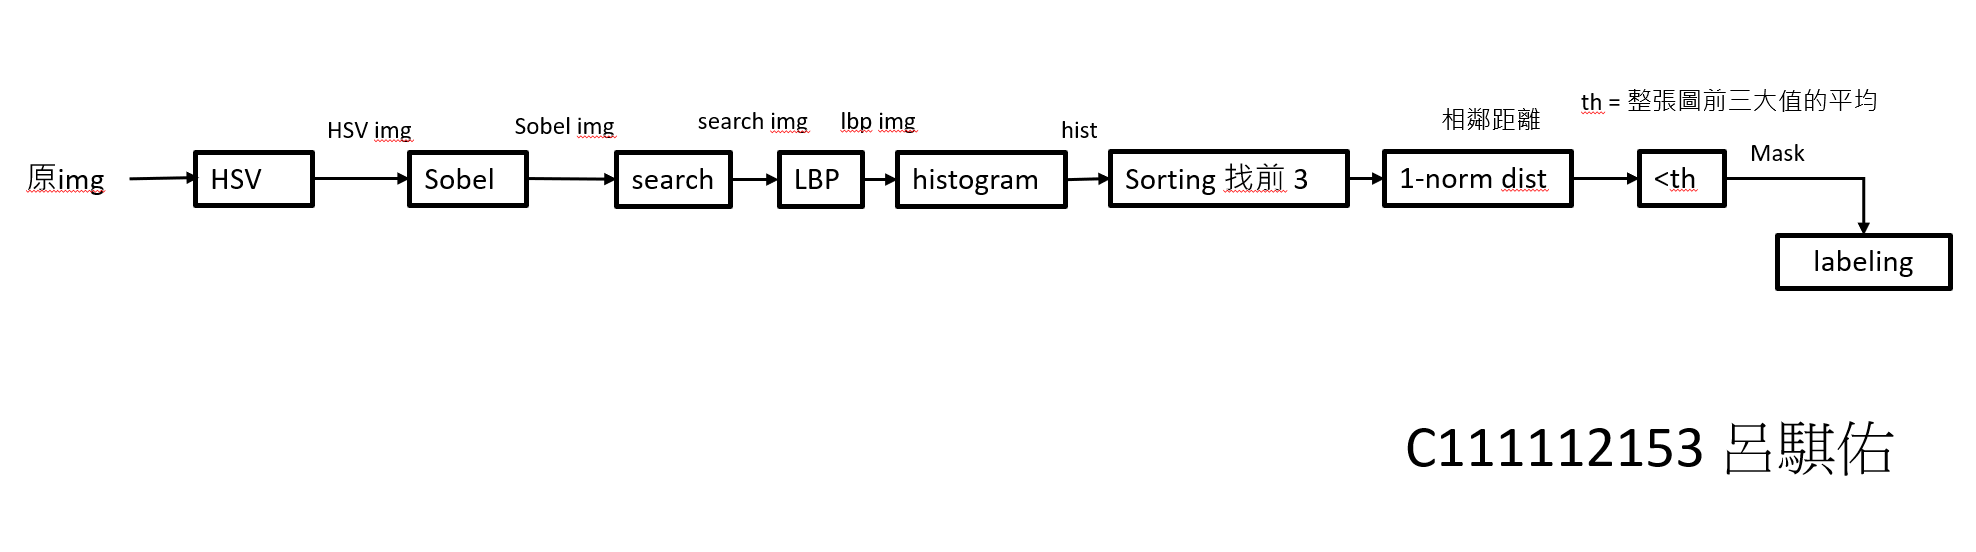 原img
HSV
HSV img
Sobel
Sobel img
search
search img
LBP
lbp img
histogram
hist
Sorting 找前 3
1-norm dist
相鄰距離
<th
th = 整張圖前三大值的平均
Mask
labeling
C111112153 呂騏佑